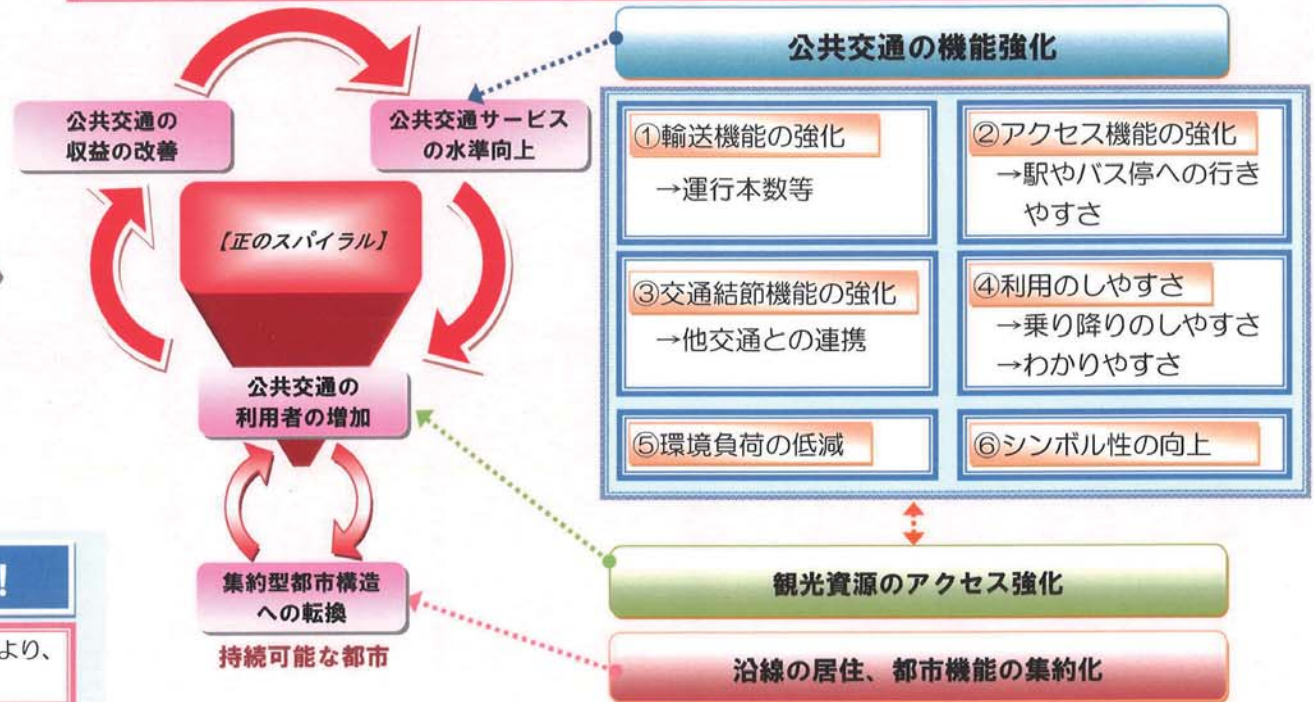 公共交通の機能強化
公共交通の
収益の改善
公共交通サービス
の水準向上
【正のスパイラル】
公共交通の
利用者の増加
集約型都市構造
への転換
持続可能な都市
①輸送機能の強化
→運行本数等
②アクセス機能の強化
→駅やバス停への行き
やすさ
③交通結節機能の強化
→他交通との連携
④利用のしやすさ
→乗り降りのしやすさ
→わかりやすさ
⑤環境負荷の低減
⑥シンボル性の向上
観光資源のアクセス強化
沿線の居住、都市機能の集約化
!
より、